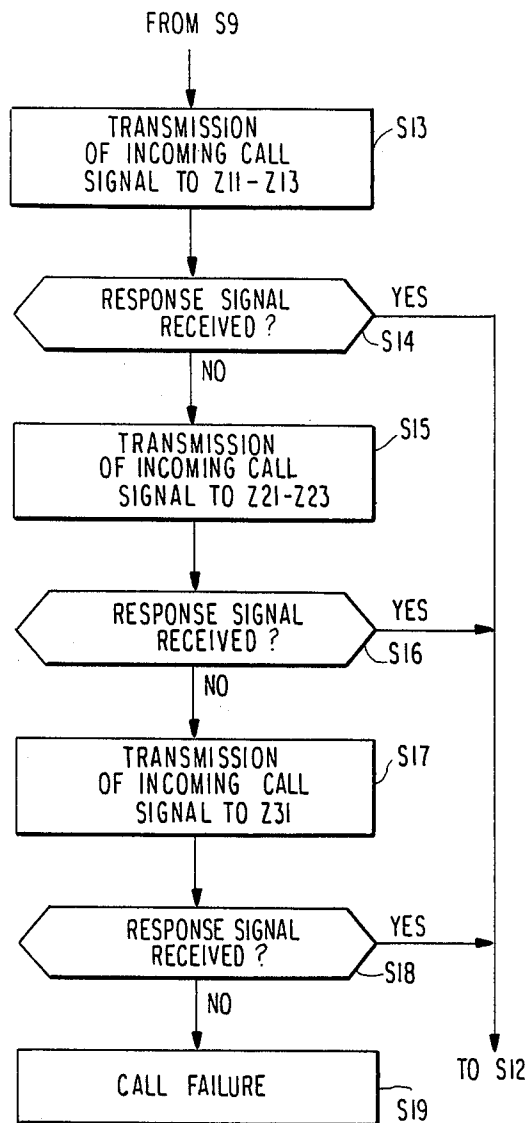 FROM S9
TRANSMISSION
OF INCOMING CALL
SIGNAL TO Z11-Z13
S13
RESPONSE SIGNAL
RECEIVED?
YES
S14
NO
TRANSMISSION
OF INCOMING CALL
SIGNAL TO Z21-Z23
S15
RESPONSE SIGNAL
RECEIVED?
YES
S16
NO
TRANSMISSION
OF INCOMING CALL
SIGNAL TO Z31
S17
RESPONSE SIGNAL
RECEIVED?
YES
S18
NO
TO S12
CALL FAILURE
S19